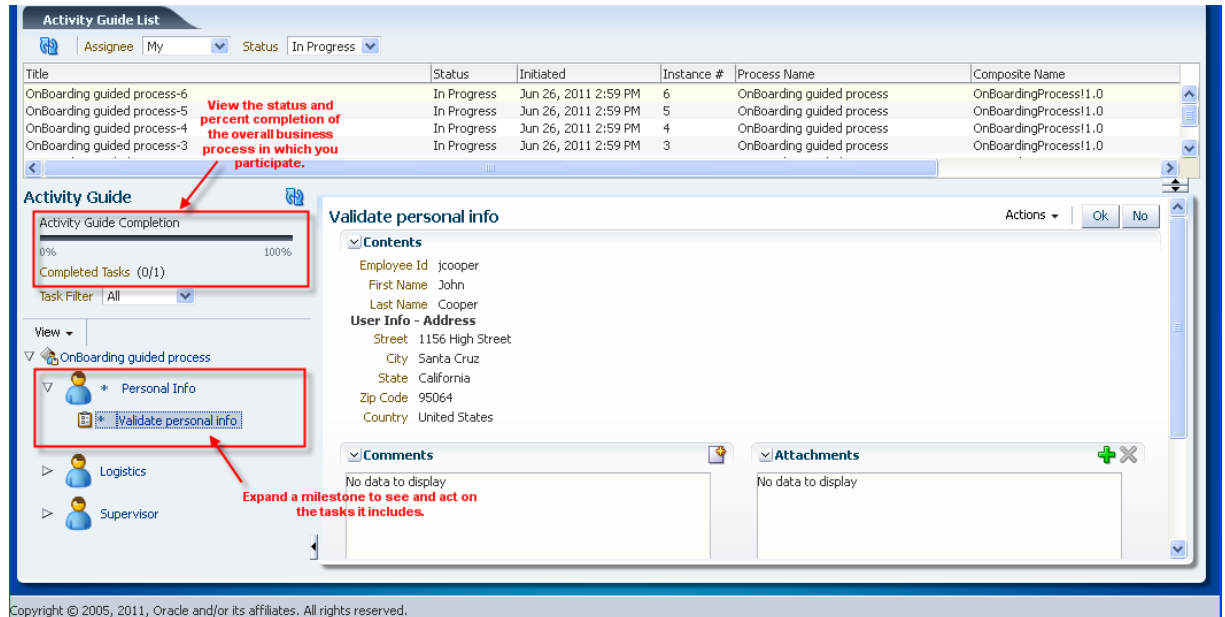 Activity Guide List
Assignee My Status In Progress
Title Status Initiated Instance # Process Name Composite Name
OnBoarding guided process-6 In Progress Jun 26, 2011 2:59 PM 6 OnBoarding guided process OnBoardingProcess!1.0
OnBoarding guided process-5 In Progress Jun 26, 2011 2:59 PM 5 OnBoarding guided process OnBoardingProcess!1.0
OnBoarding guided process-4 In Progress Jun 26, 2011 2:59 PM 4 OnBoarding guided process OnBoardingProcess!1.0
OnBoarding guided process-3 In Progress Jun 26, 2011 2:59 PM 3 OnBoarding guided process OnBoardingProcess!1.0
View the status and
percent completion of
the overall business
process in which you
participate.
Activity Guide
Activity Guide Completion
0% 100%
Completed Tasks (0/1)
Task Filter All
View
OnBoarding guided process
* Personal Info
* Validate personal info
Logistics
Supervisor
Expand a milestone to see and act on
the tasks it includes.
Validate personal info Actions Ok No
Contents
Employee Id jcooper
First Name John
Last Name Cooper
User Info - Address
Street 1156 High Street
City Santa Cruz
State California
Zip Code 95064
Country United States
Comments Attachments
No data to display No data to display
Copyright © 2005, 2011, Oracle and/or its affiliates. All rights reserved.